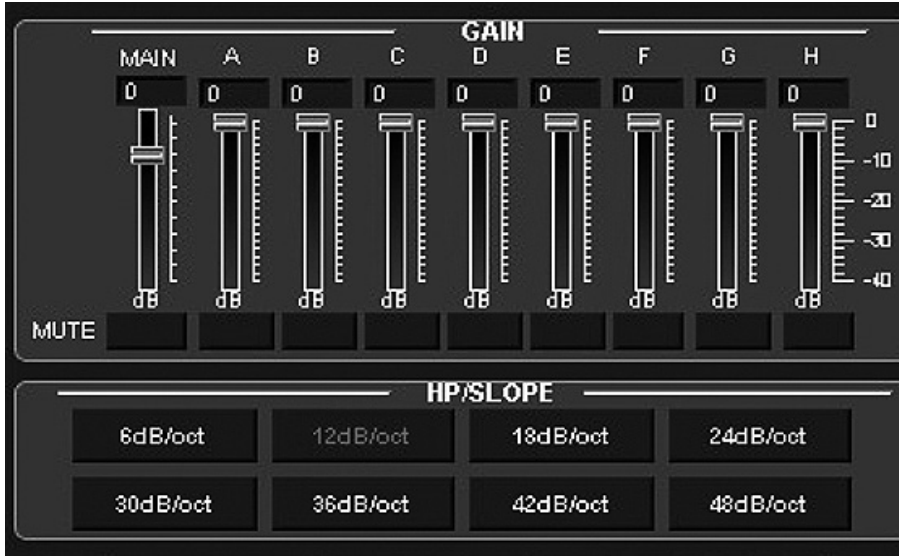 GAIN
MAIN A B C D E F G H
0 0 0 0 0 0 0 0 0
0
-10
-20
-30
-40
dB dB dB dB dB dB dB dB dB
MUTE
HP/SLOPE
6dB/oct 12dB/oct 18dB/oct 24dB/oct
30dB/oct 36dB/oct 42dB/oct 48dB/oct